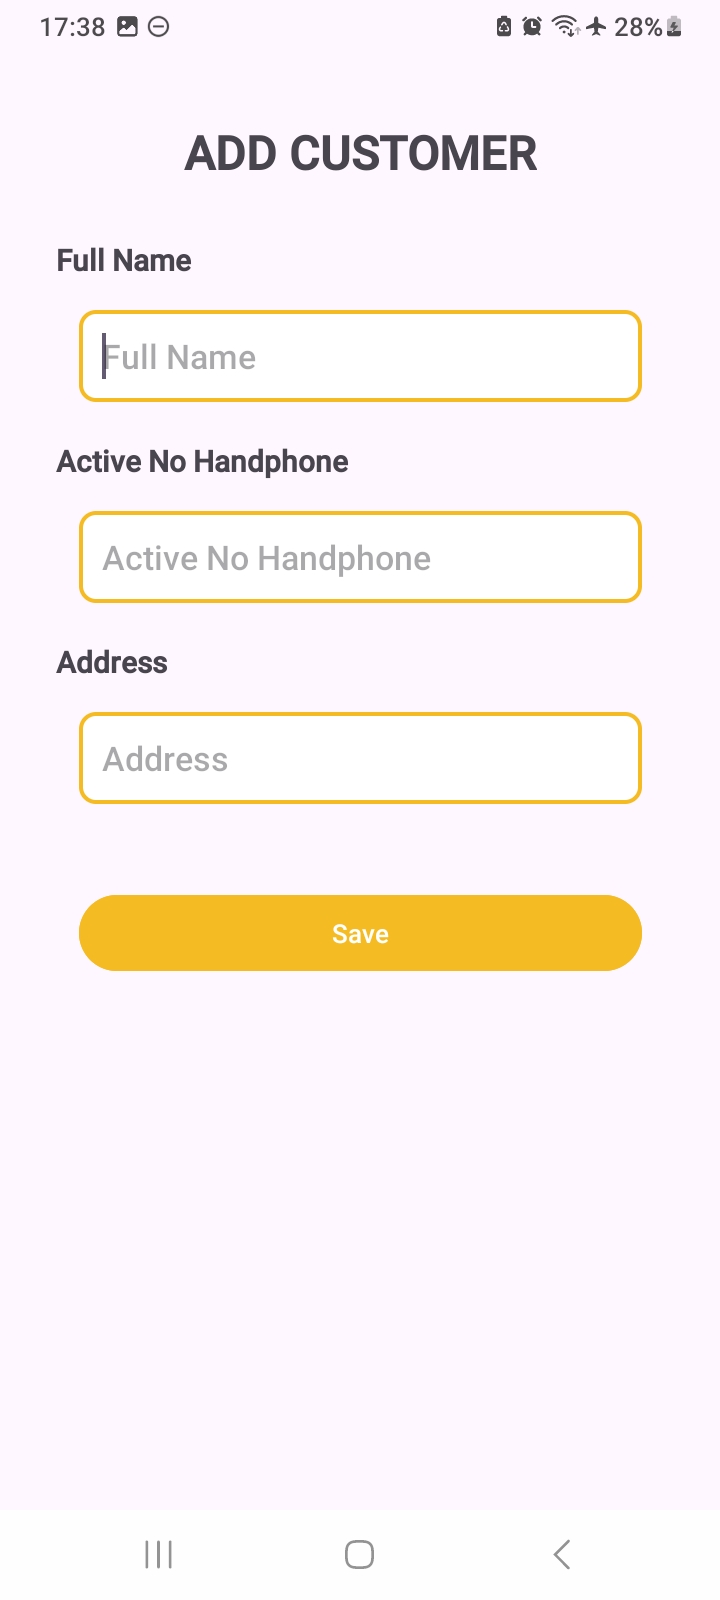 17:38 28%
ADD CUSTOMER
Full Name
Full Name
Active No Handphone
Active No Handphone
Address
Address
Save